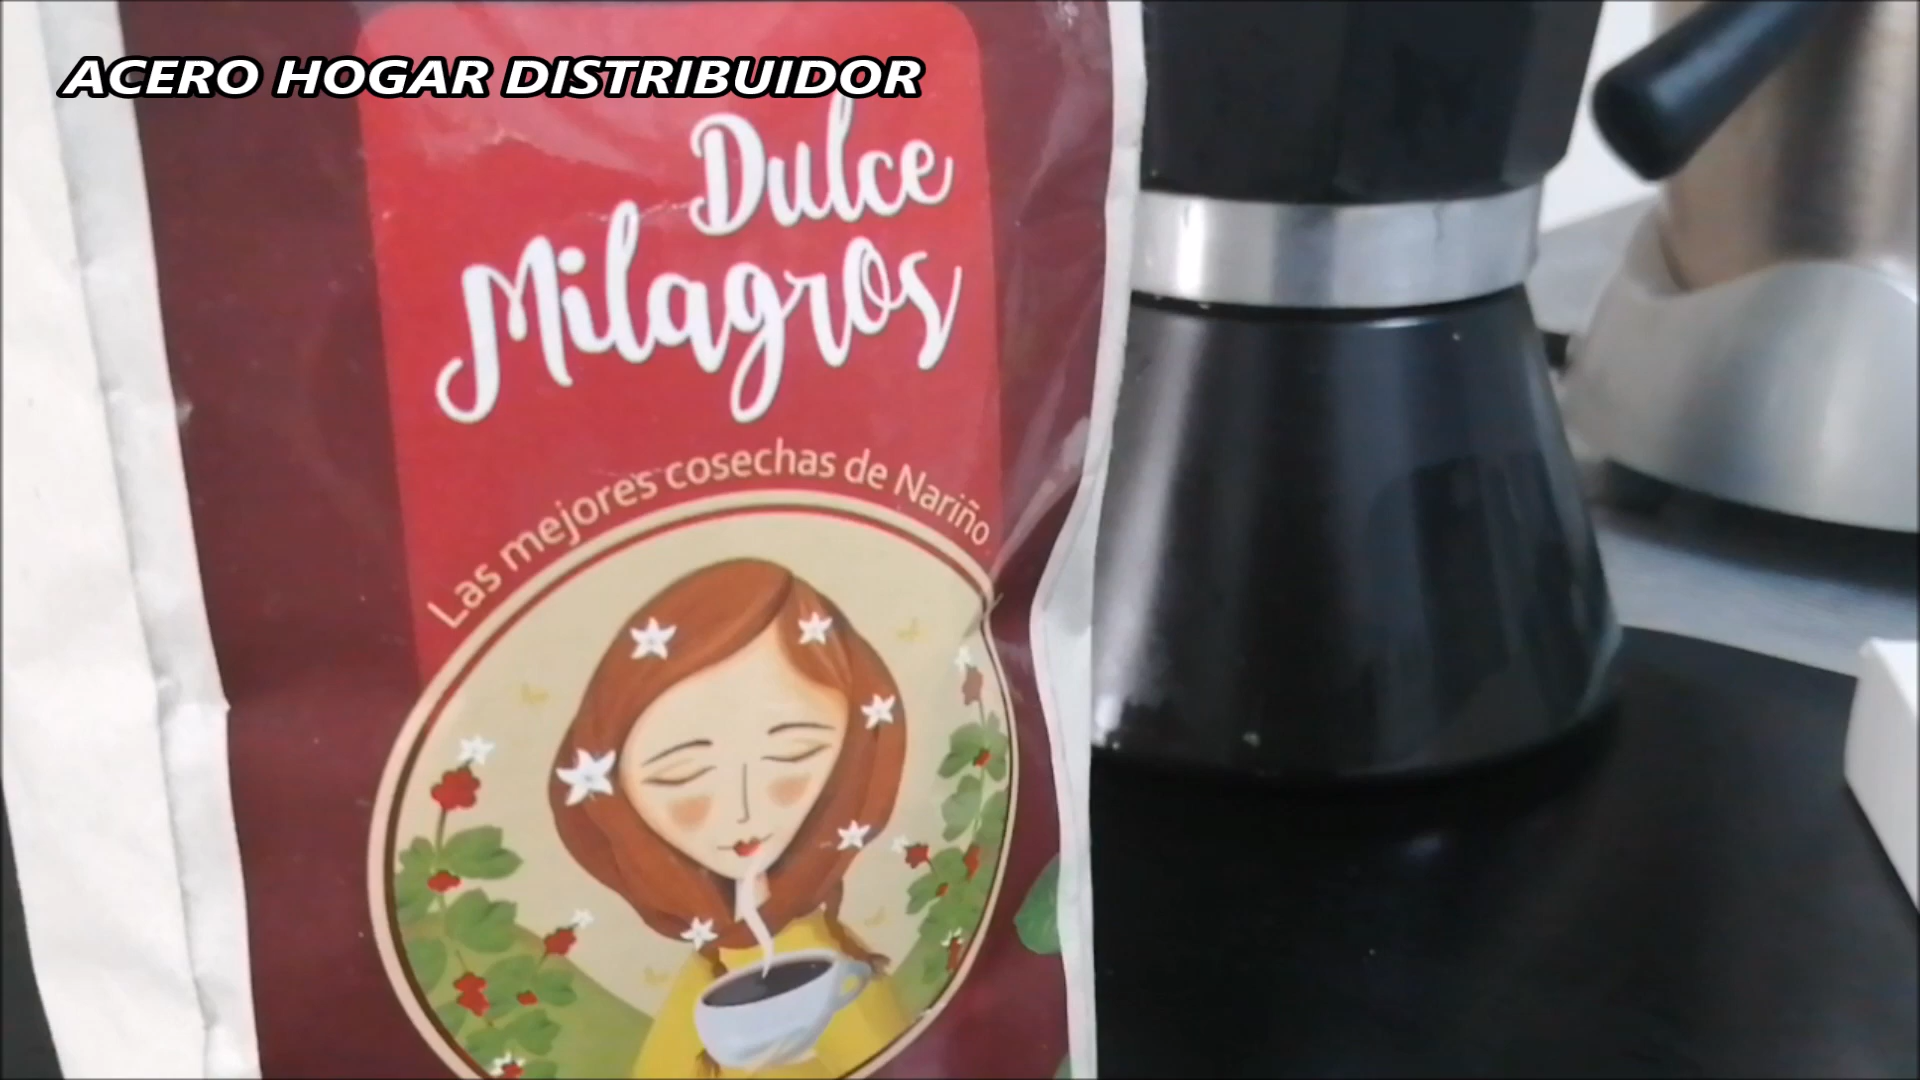 ACERO HOGAR DISTRIBUIDOR
Dulce
Milagros
Las mejores cosechas de Nariño